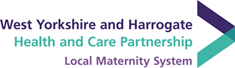 West Yorkshire and Harrogate
Health and Care Partnership
Local Maternity System